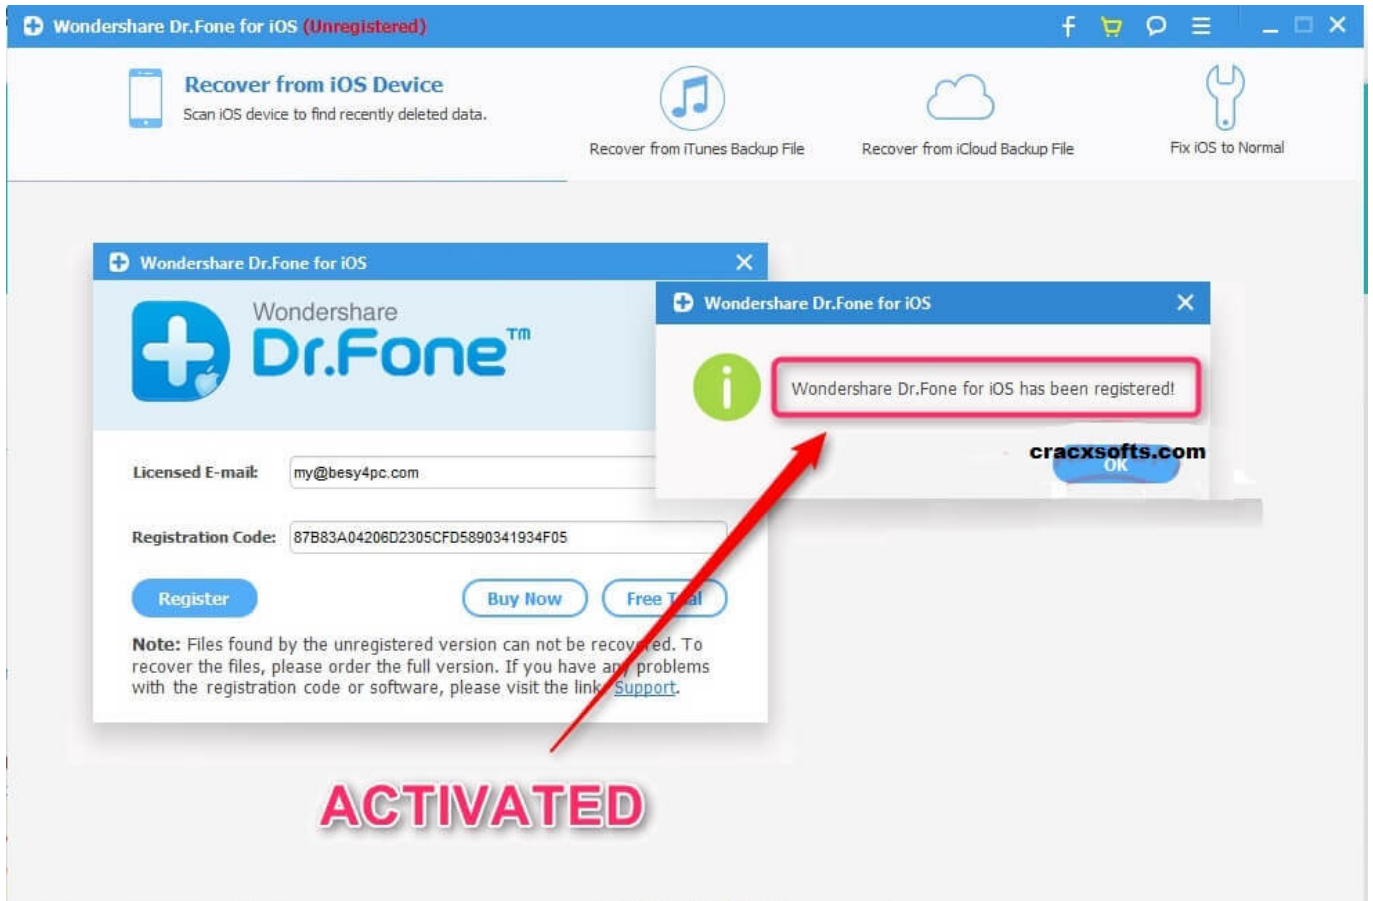 Wondershare Dr.Fone for iOS (Unregistered)
Recover from iOS Device
Scan iOS device to find recently deleted data.
Recover from iTunes Backup File
Recover from iCloud Backup File
Fix iOS to Normal
Wondershare Dr.Fone for iOS
Wondershare
Dr.Fone™
Licensed E-mail: my@besy4pc.com
Registration Code: 87B83A04206D2305CFD5890341934F05
Register Buy Now Free Trial
Note: Files found by the unregistered version can not be recovered. To
recover the files, please order the full version. If you have any problems
with the registration code or software, please visit the link: Support.
Wondershare Dr.Fone for iOS
Wondershare Dr.Fone for iOS has been registered!
cracxsofts.com
OK
ACTIVATED